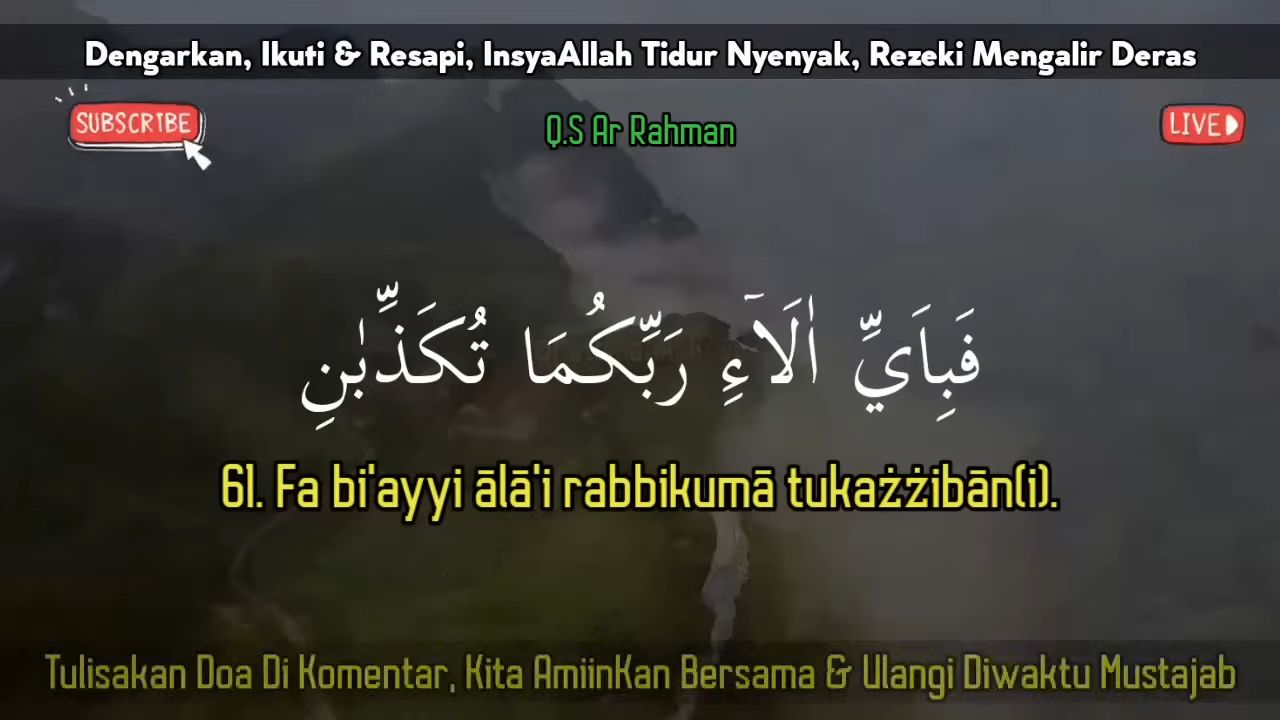 Dengarkan, Ikuti & Resapi, InsyaAllah Tidur Nyenyak, Rezeki Mengalir Deras
SUBSCRIBE
LIVE
Q.S Ar Rahman
فَبِاَيِّ اٰلَاۤءِ رَبِّكُمَا تُكَذِّبٰنِ
61. Fa bi'ayyi ālā'i rabbikumā tukażżibān(i).
Tulisakan Doa Di Komentar, Kita AmiinKan Bersama & Ulangi Diwaktu Mustajab